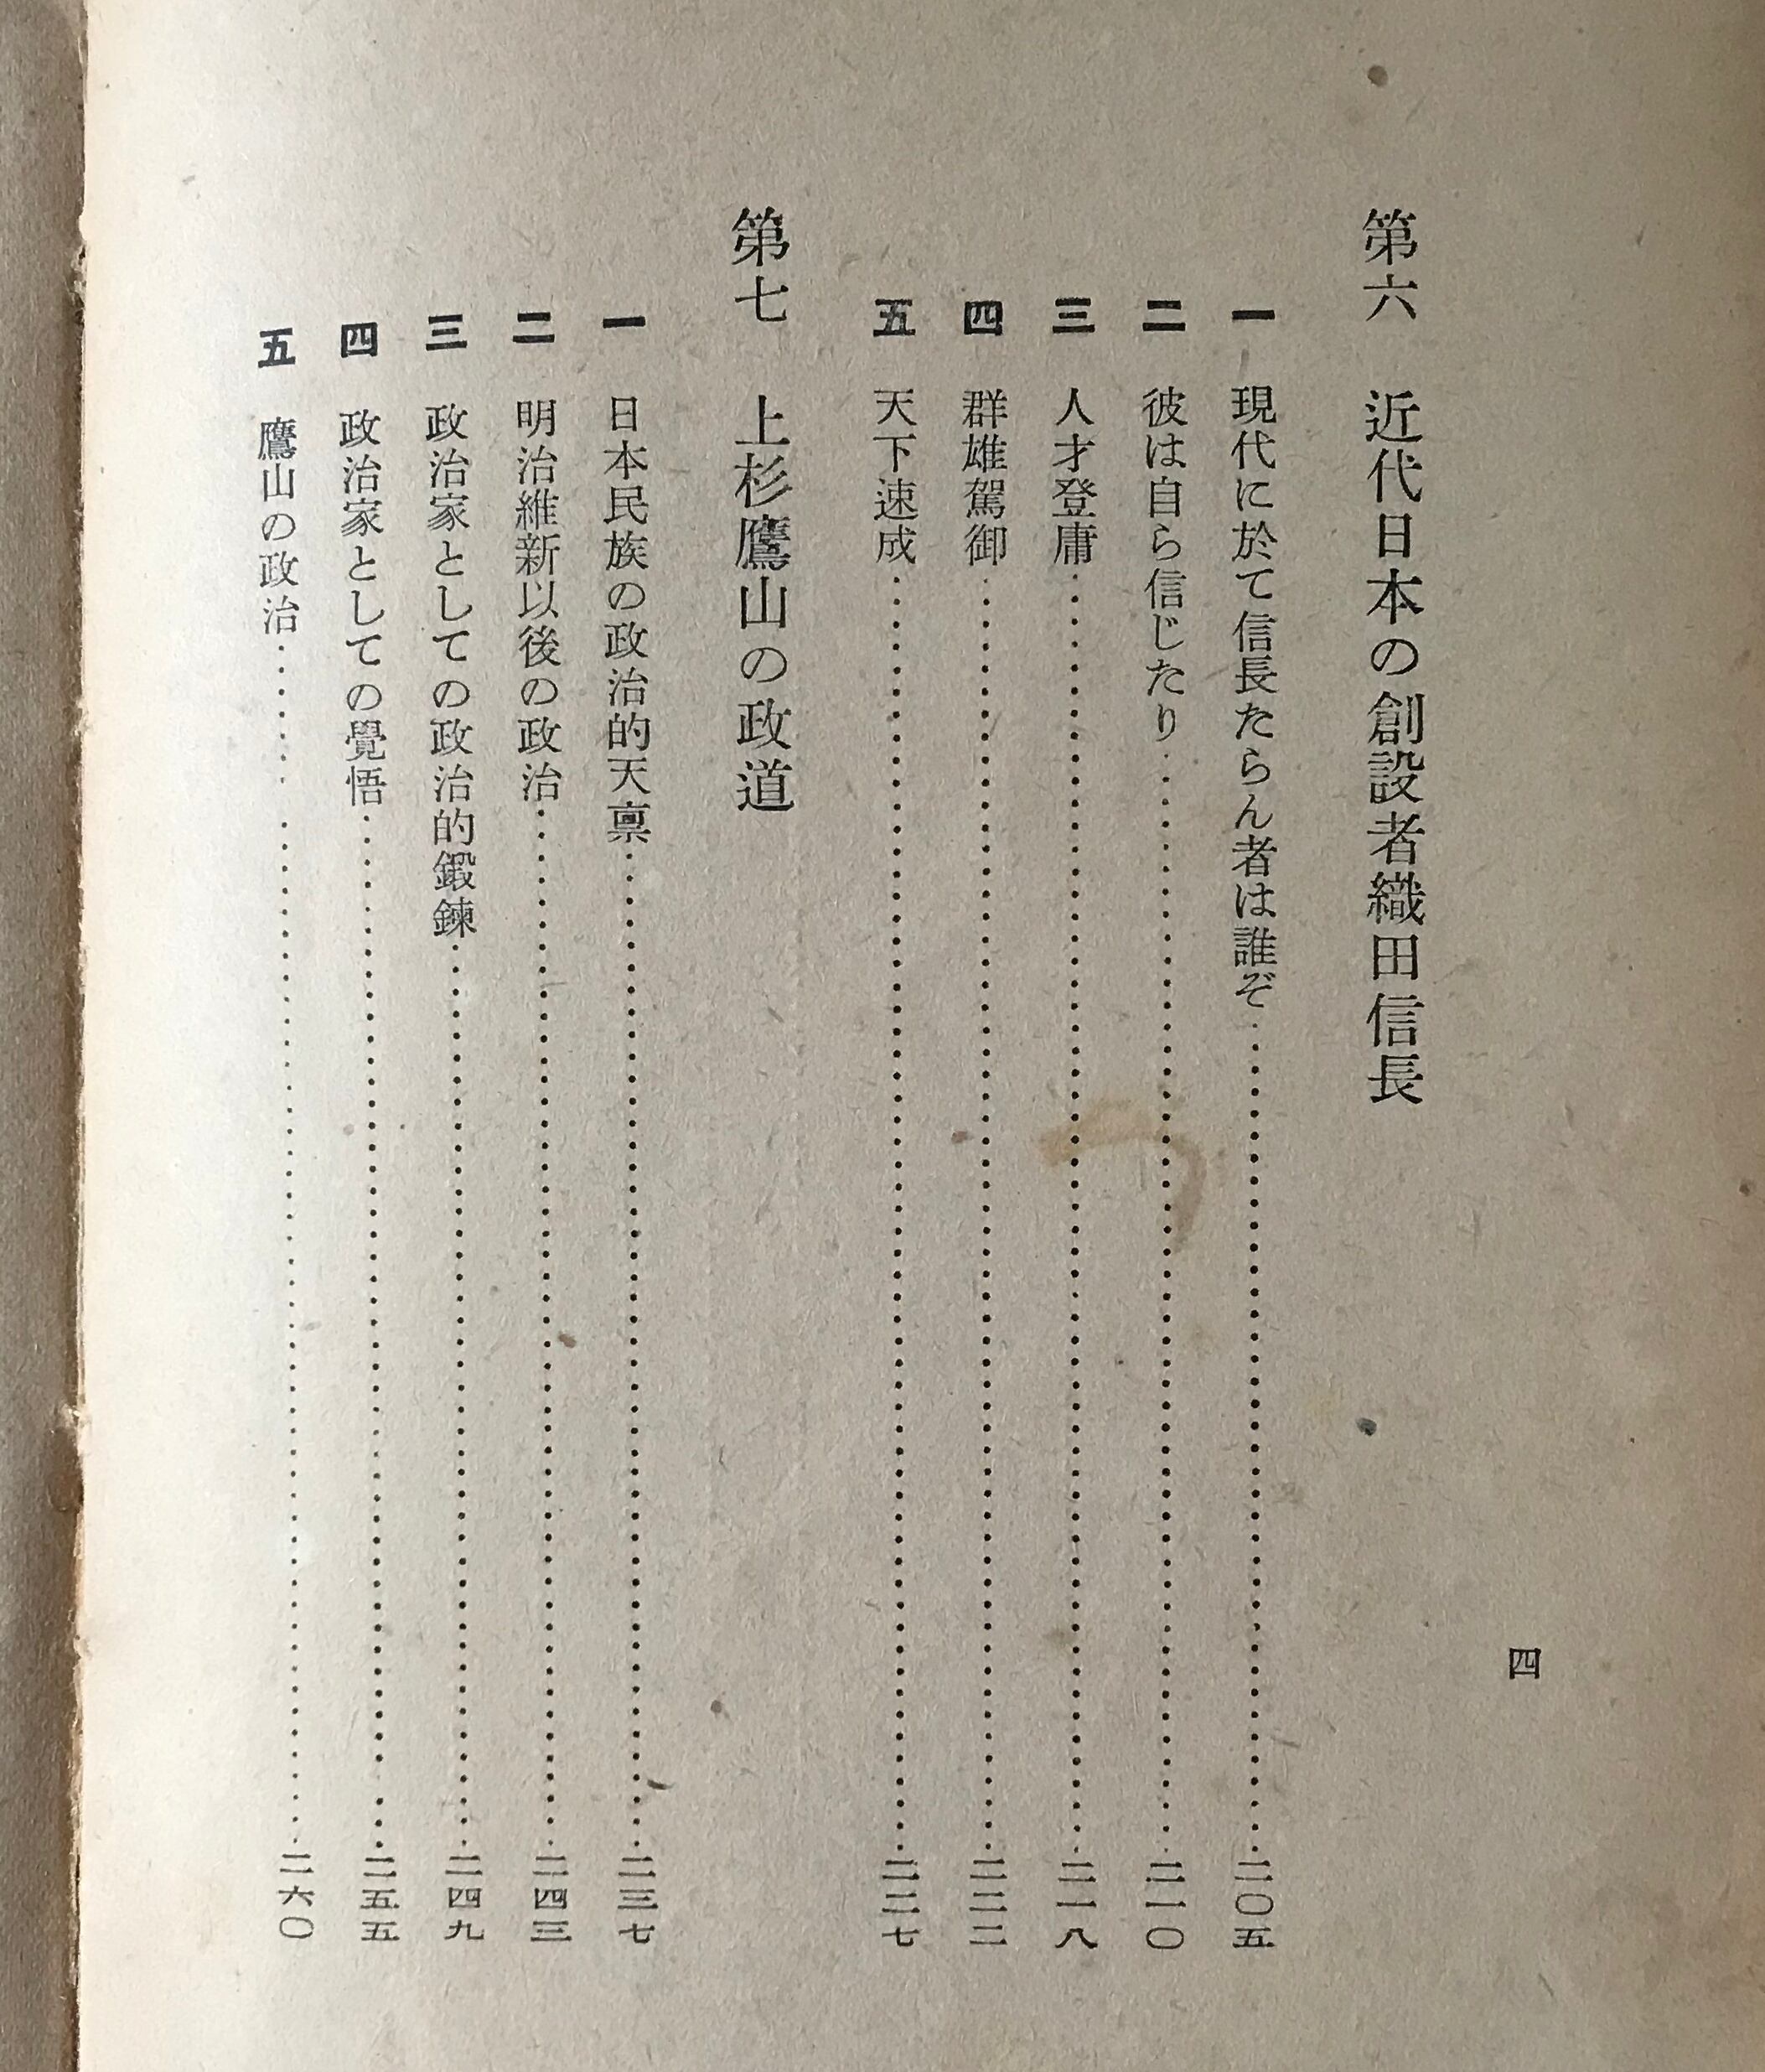 四
第六 近代日本の創設者織田信長
一 現代に於て信長たらん者は誰ぞ……二〇五
二 彼は自ら信じたり……二一〇
三 人才登庸……二一八
四 群雄駕御……二二二
五 天下速成……二二七
第七 上杉鷹山の政道
一 日本民族の政治的天禀……二三七
二 明治維新以後の政治……二四三
三 政治家としての政治的鍛錬……二四九
四 政治家としての覺悟……二五五
五 鷹山の政治……二六〇